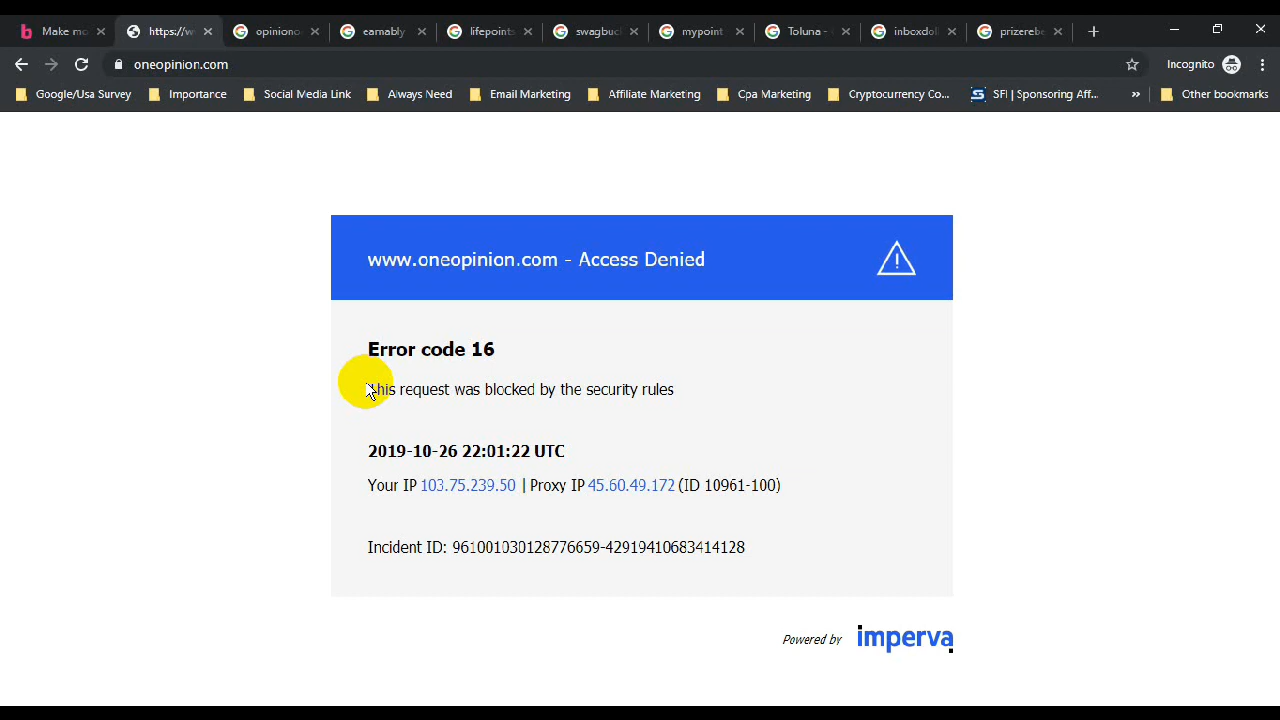 Make mo
https://w
opiniono
earnably
lifepoints
swagbuc
mypoint
Toluna -
inboxdol
prizerebe
oneopinion.com
Incognito
Google/Usa Survey
Importance
Social Media Link
Always Need
Email Marketing
Affiliate Marketing
Cpa Marketing
Cryptocurrency Co...
SFI | Sponsoring Aff...
»
Other bookmarks
www.oneopinion.com - Access Denied
Error code 16
This request was blocked by the security rules
2019-10-26 22:01:22 UTC
Your IP 103.75.239.50 | Proxy IP 45.60.49.172 (ID 10961-100)
Incident ID: 961001030128776659-42919410683414128
Powered by imperva